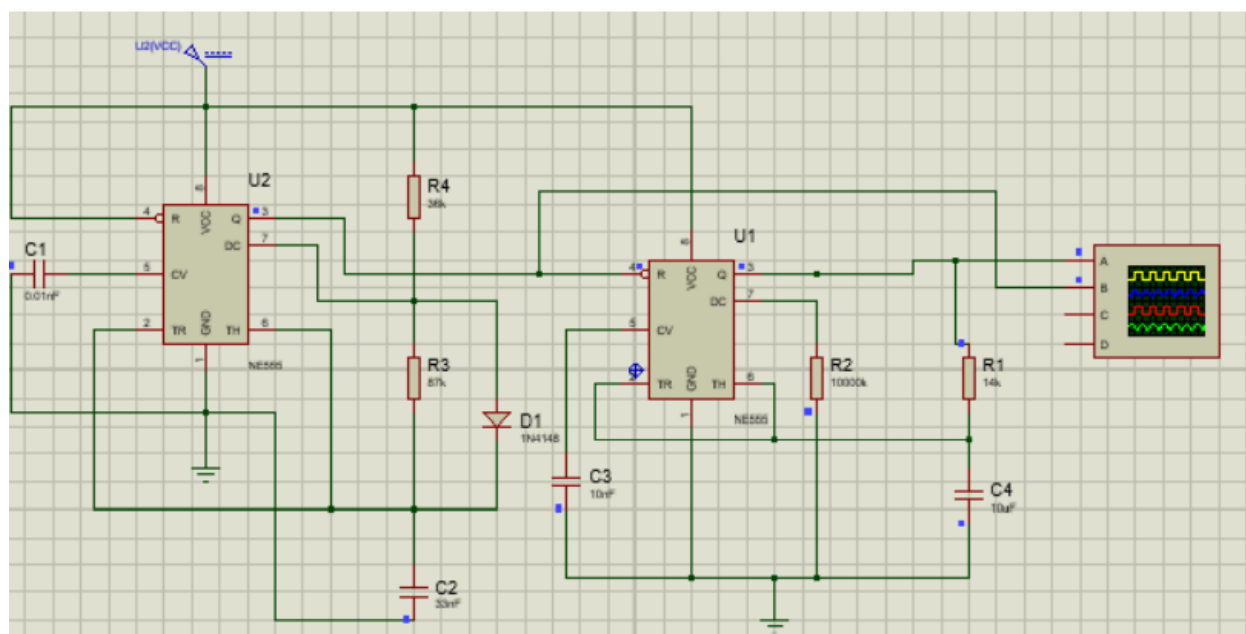 U2(VCC)
U2
4
R
VCC
8
Q
3
DC
7
C1
0.01nF
5
CV
2
TR
GND
1
TH
6
NE555
R4
36k
R3
87k
D1
1N4148
C2
33nF
U1
4
R
VCC
8
Q
3
DC
7
5
CV
TR
GND
1
TH
6
NE555
C3
10nF
R2
10000k
R1
14k
C4
10uF
A
B
C
D